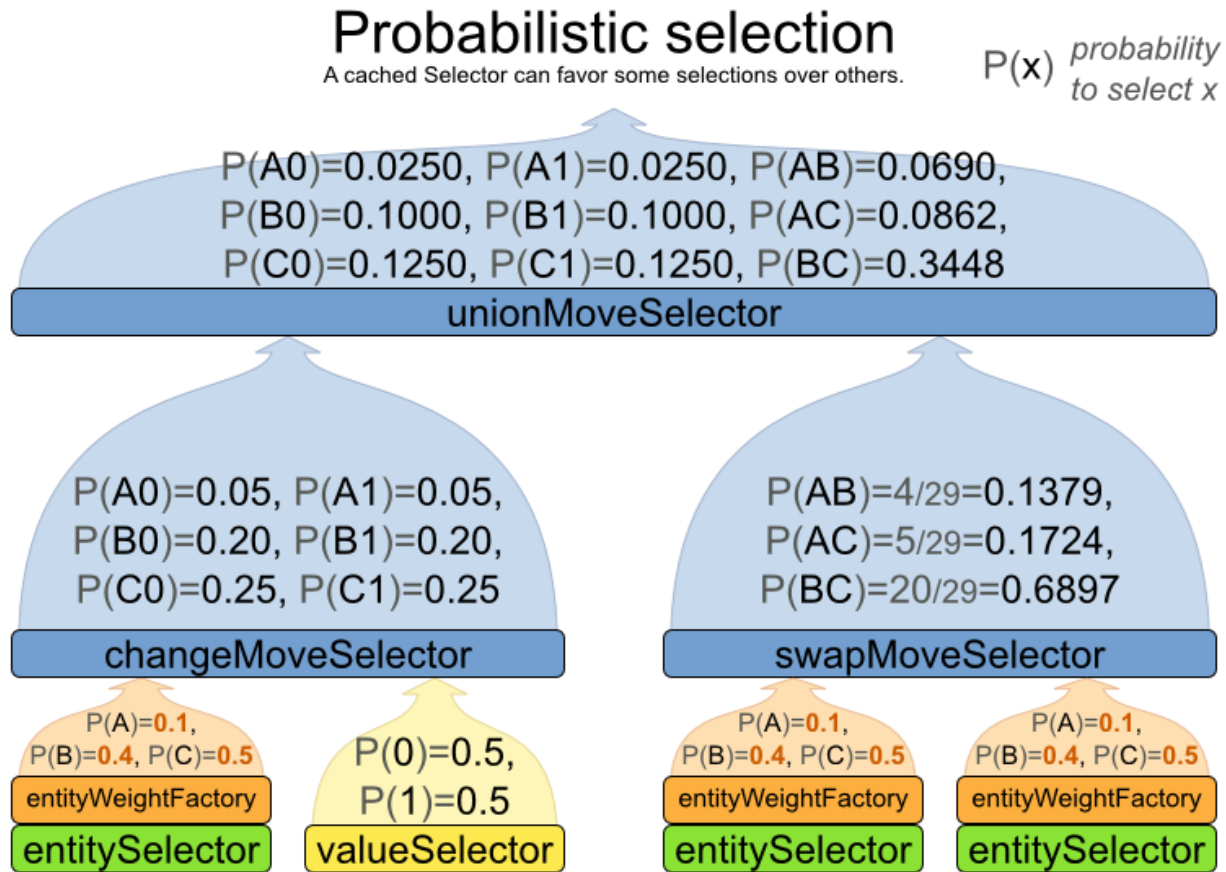 Probabilistic selection
A cached Selector can favor some selections over others.
P(x) probability
to select x
P(A0)=0.0250, P(A1)=0.0250, P(AB)=0.0690,
P(B0)=0.1000, P(B1)=0.1000, P(AC)=0.0862,
P(C0)=0.1250, P(C1)=0.1250, P(BC)=0.3448
unionMoveSelector
P(A0)=0.05, P(A1)=0.05,
P(B0)=0.20, P(B1)=0.20,
P(C0)=0.25, P(C1)=0.25
changeMoveSelector
P(AB)=4/29=0.1379,
P(AC)=5/29=0.1724,
P(BC)=20/29=0.6897
swapMoveSelector
P(A)=0.1,
P(B)=0.4, P(C)=0.5
entityWeightFactory
entitySelector
P(0)=0.5,
P(1)=0.5
valueSelector
P(A)=0.1,
P(B)=0.4, P(C)=0.5
entityWeightFactory
entitySelector
P(A)=0.1,
P(B)=0.4, P(C)=0.5
entityWeightFactory
entitySelector